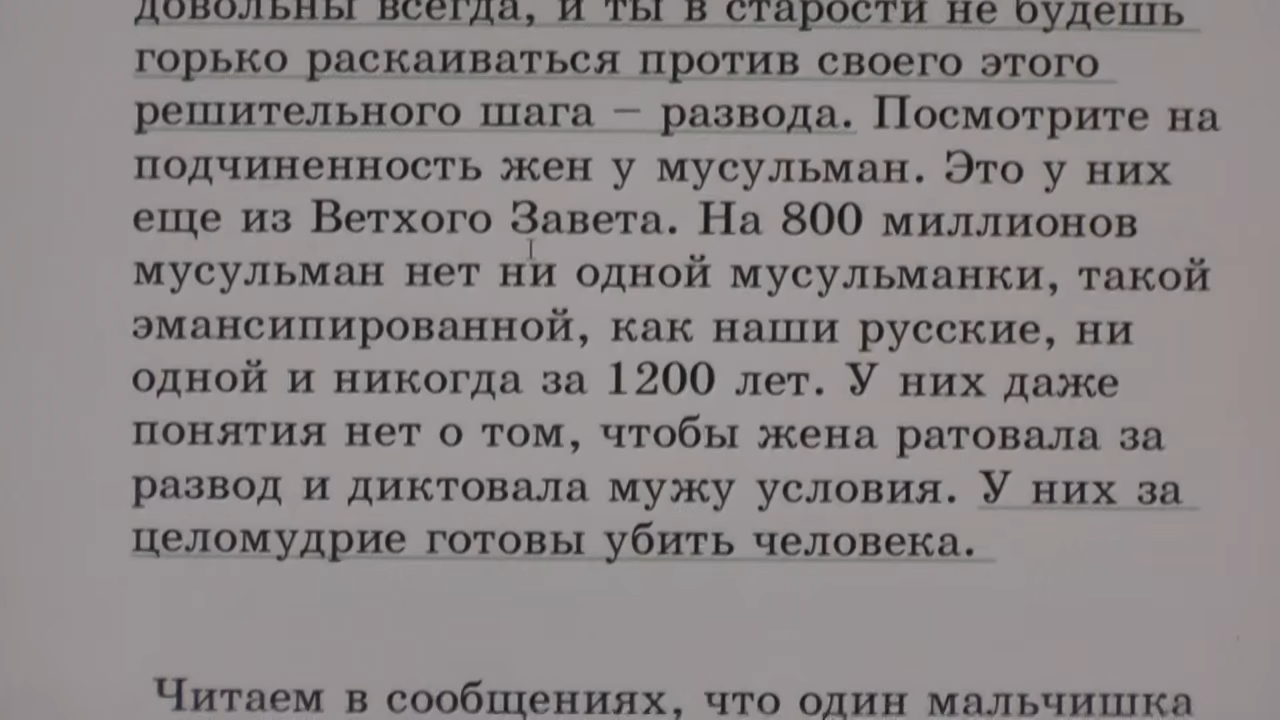 довольны всегда, и ты в старости не будешь
горько раскаиваться против своего этого
решительного шага – развода. Посмотрите на
подчиненность жен у мусульман. Это у них
еще из Ветхого Завета. На 800 миллионов
мусульман нет ни одной мусульманки, такой
эмансипированной, как наши русские, ни
одной и никогда за 1200 лет. У них даже
понятия нет о том, чтобы жена ратовала за
развод и диктовала мужу условия. У них за
целомудрие готовы убить человека.
Читаем в сообщениях, что один мальчишка